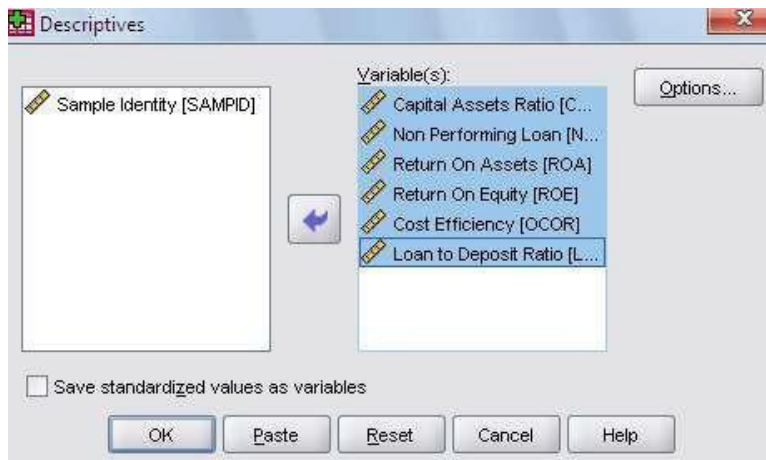 Descriptives
Variable(s):
Sample Identity [SAMPID]
Capital Assets Ratio [C...
Non Performing Loan [N...
Return On Assets [ROA]
Return On Equity [ROE]
Cost Efficiency [OCOR]
Loan to Deposit Ratio [L...
Options...
Save standardized values as variables
OK Paste Reset Cancel Help